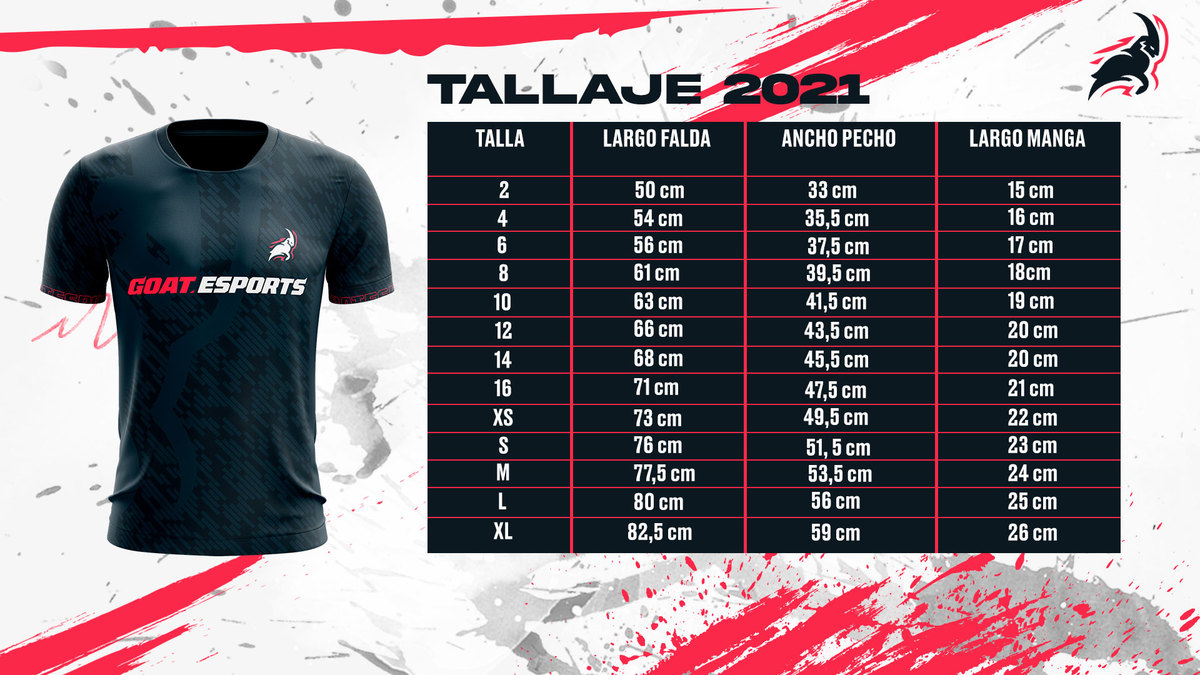 TALLAJE 2021
GOAT ESPORTS
TALLA LARGO FALDA ANCHO PECHO LARGO MANGA
2 50 cm 33 cm 15 cm
4 54 cm 35,5 cm 16 cm
6 56 cm 37,5 cm 17 cm
8 61 cm 39,5 cm 18cm
10 63 cm 41,5 cm 19 cm
12 66 cm 43,5 cm 20 cm
14 68 cm 45,5 cm 20 cm
16 71 cm 47,5 cm 21 cm
XS 73 cm 49,5 cm 22 cm
S 76 cm 51, 5 cm 23 cm
M 77,5 cm 53,5 cm 24 cm
L 80 cm 56 cm 25 cm
XL 82,5 cm 59 cm 26 cm